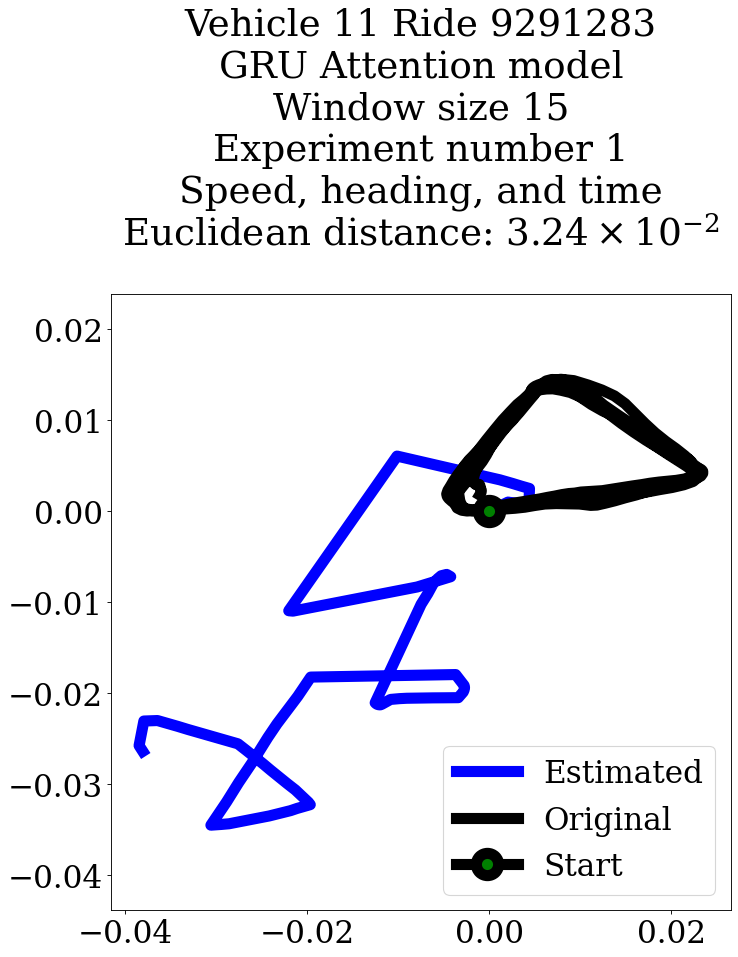 Vehicle 11 Ride 9291283
GRU Attention model
Window size 15
Experiment number 1
Speed, heading, and time
Euclidean distance: 3.24 × 10⁻²
0.02
0.01
0.00
−0.01
−0.02
−0.03
−0.04
Estimated
Original
Start
−0.04 −0.02 0.00 0.02